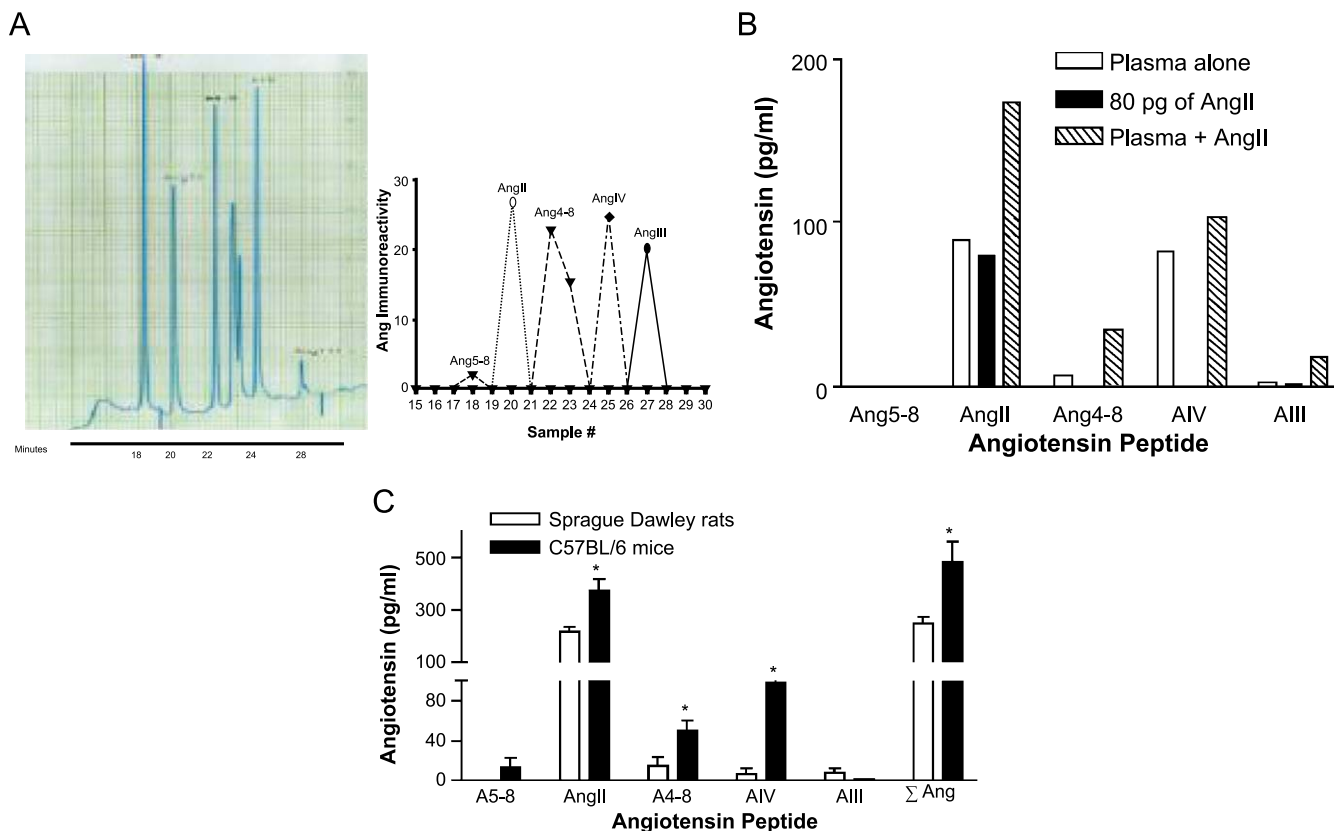 A
Minutes
18 20 22 24 28
30
20
10
0
Ang Immunoreactivity
AngII
Ang4-8
AngIV
AngIII
Ang5-8
15 16 17 18 19 20 21 22 23 24 25 26 27 28 29 30
Sample #
B
Plasma alone
80 pg of AngII
Plasma + AngII
200
100
0
Angiotensin (pg/ml)
Ang5-8 AngII Ang4-8 AIV AIII
Angiotensin Peptide
C
Sprague Dawley rats
C57BL/6 mice
500
300
100
80
40
0
Angiotensin (pg/ml)
* * * *
A5-8 AngII A4-8 AIV AIII ∑ Ang
Angiotensin Peptide